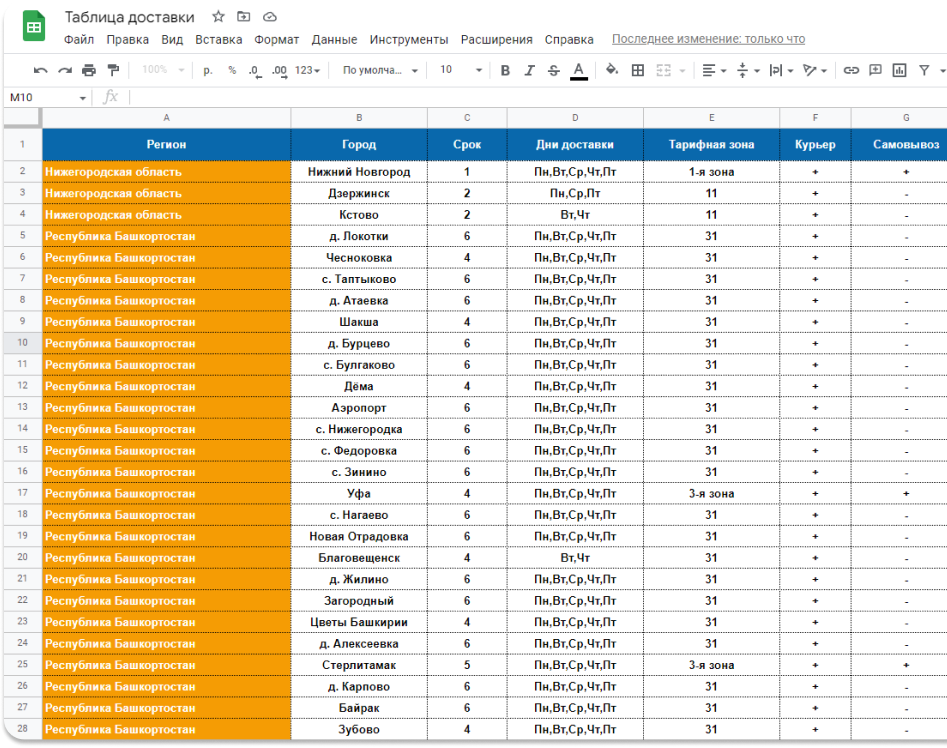 Таблица доставки
Файл Правка Вид Вставка Формат Данные Инструменты Расширения Справка Последнее изменение: только что
100% р. % .0 .00 123 По умолча... 10 B I S A
M10 fx
A B C D E F G
1 Регион Город Срок Дни доставки Тарифная зона Курьер Самовывоз
2 Нижегородская область Нижний Новгород 1 Пн,Вт,Ср,Чт,Пт 1-я зона + +
3 Нижегородская область Дзержинск 2 Пн,Ср,Пт 11 + -
4 Нижегородская область Кстово 2 Вт,Чт 11 + -
5 Республика Башкортостан д. Локотки 6 Пн,Вт,Ср,Чт,Пт 31 + -
6 Республика Башкортостан Чесноковка 4 Пн,Вт,Ср,Чт,Пт 31 + -
7 Республика Башкортостан с. Таптыково 6 Пн,Вт,Ср,Чт,Пт 31 + -
8 Республика Башкортостан д. Атаевка 6 Пн,Вт,Ср,Чт,Пт 31 + -
9 Республика Башкортостан Шакша 4 Пн,Вт,Ср,Чт,Пт 31 + -
10 Республика Башкортостан д. Бурцево 6 Пн,Вт,Ср,Чт,Пт 31 + -
11 Республика Башкортостан с. Булгаково 6 Пн,Вт,Ср,Чт,Пт 31 + -
12 Республика Башкортостан Дёма 4 Пн,Вт,Ср,Чт,Пт 31 + -
13 Республика Башкортостан Аэропорт 6 Пн,Вт,Ср,Чт,Пт 31 + -
14 Республика Башкортостан с. Нижегородка 6 Пн,Вт,Ср,Чт,Пт 31 + -
15 Республика Башкортостан с. Федоровка 6 Пн,Вт,Ср,Чт,Пт 31 + -
16 Республика Башкортостан с. Зинино 6 Пн,Вт,Ср,Чт,Пт 31 + -
17 Республика Башкортостан Уфа 4 Пн,Вт,Ср,Чт,Пт 3-я зона + +
18 Республика Башкортостан с. Нагаево 6 Пн,Вт,Ср,Чт,Пт 31 + -
19 Республика Башкортостан Новая Отрадовка 6 Пн,Вт,Ср,Чт,Пт 31 + -
20 Республика Башкортостан Благовещенск 4 Вт,Чт 31 + -
21 Республика Башкортостан д. Жилино 6 Пн,Вт,Ср,Чт,Пт 31 + -
22 Республика Башкортостан Загородный 6 Пн,Вт,Ср,Чт,Пт 31 + -
23 Республика Башкортостан Цветы Башкирии 4 Пн,Вт,Ср,Чт,Пт 31 + -
24 Республика Башкортостан д. Алексеевка 6 Пн,Вт,Ср,Чт,Пт 31 + -
25 Республика Башкортостан Стерлитамак 5 Пн,Вт,Ср,Чт,Пт 3-я зона + +
26 Республика Башкортостан д. Карпово 6 Пн,Вт,Ср,Чт,Пт 31 + -
27 Республика Башкортостан Байрак 6 Пн,Вт,Ср,Чт,Пт 31 + -
28 Республика Башкортостан Зубово 4 Пн,Вт,Ср,Чт,Пт 31 + -